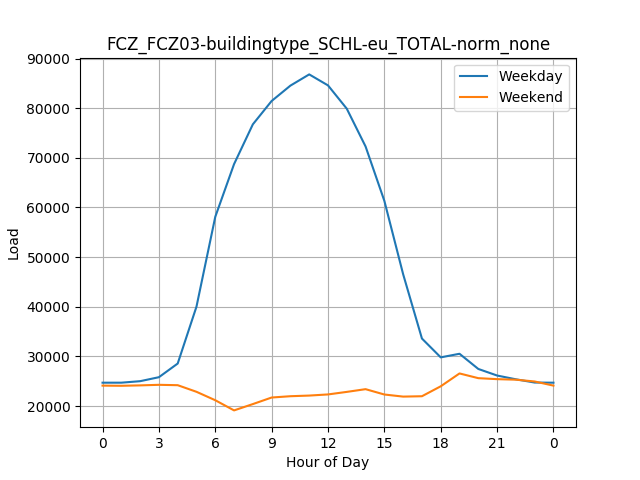 FCZ_FCZ03-buildingtype_SCHL-eu_TOTAL-norm_none
Weekday
Weekend
90000
80000
70000
60000
50000
40000
30000
20000
Load
0 3 6 9 12 15 18 21 0
Hour of Day